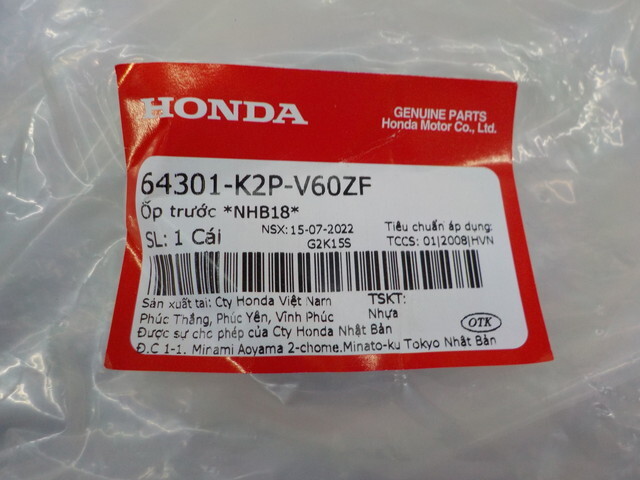 HONDA
GENUINE PARTS
Honda Motor Co., Ltd.
64301-K2P-V60ZF
Ốp trước *NHB18*
SL: 1 Cái
NSX: 15-07-2022
G2K15S
Tiêu chuẩn áp dụng:
TCCS: 01|2008|HVN
Sản xuất tại: Cty Honda Việt Nam
Phúc Thắng, Phúc Yên, Vĩnh Phúc
TSKT:
Nhựa
OTK
Được sự cho phép của Cty Honda Nhật Bản
Đ.C 1-1. Minami Aoyama 2-chome.Minato-ku Tokyo Nhật Bản